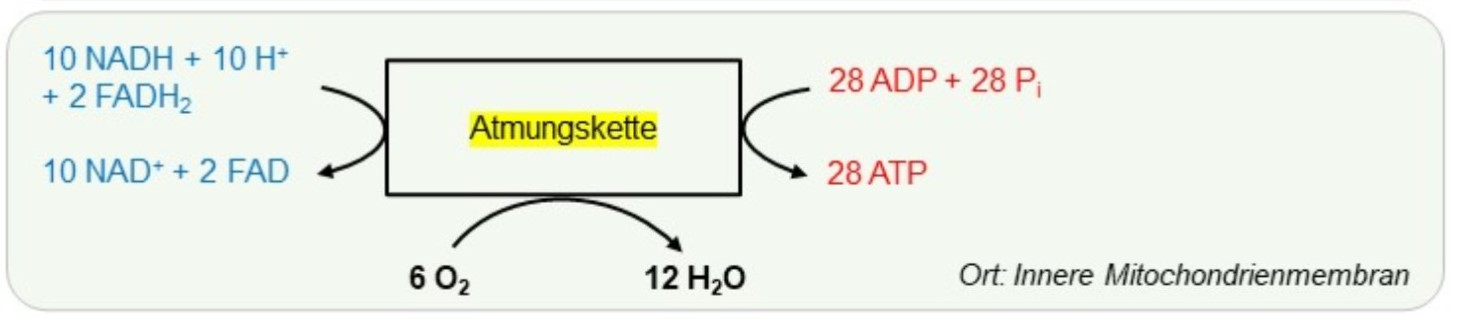 10 NADH + 10 H⁺
+ 2 FADH₂
28 ADP + 28 Pᵢ
Atmungskette
10 NAD⁺ + 2 FAD
28 ATP
6 O₂
12 H₂O
Ort: Innere Mitochondrienmembran